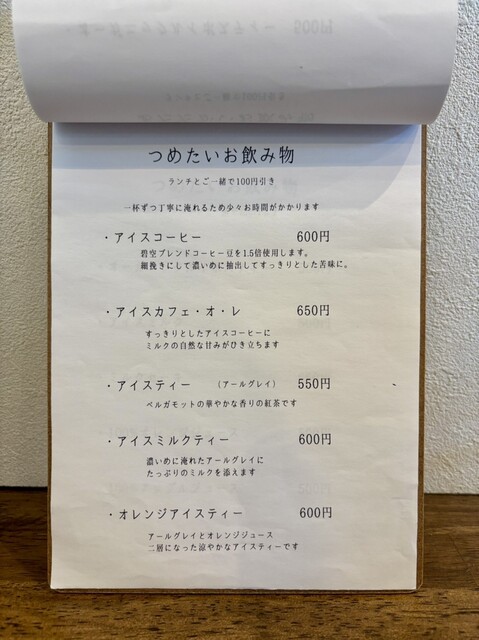 つめたいお飲み物
ランチとご一緒で100円引き
一杯ずつ丁寧に淹れるため少々お時間がかかります
・アイスコーヒー 600円
碧空ブレンドコーヒー豆を1.5倍使用します。
細挽きにして濃いめに抽出してすっきりとした苦味に。
・アイスカフェ・オ・レ 650円
すっきりとしたアイスコーヒーに
ミルクの自然な甘みがひき立ちます
・アイスティー （アールグレイ） 550円
ベルガモットの華やかな香りの紅茶です
・アイスミルクティー 600円
濃いめに淹れたアールグレイに
たっぷりのミルクを添えます
・オレンジアイスティー 600円
アールグレイとオレンジジュース
二層になった涼やかなアイスティーです